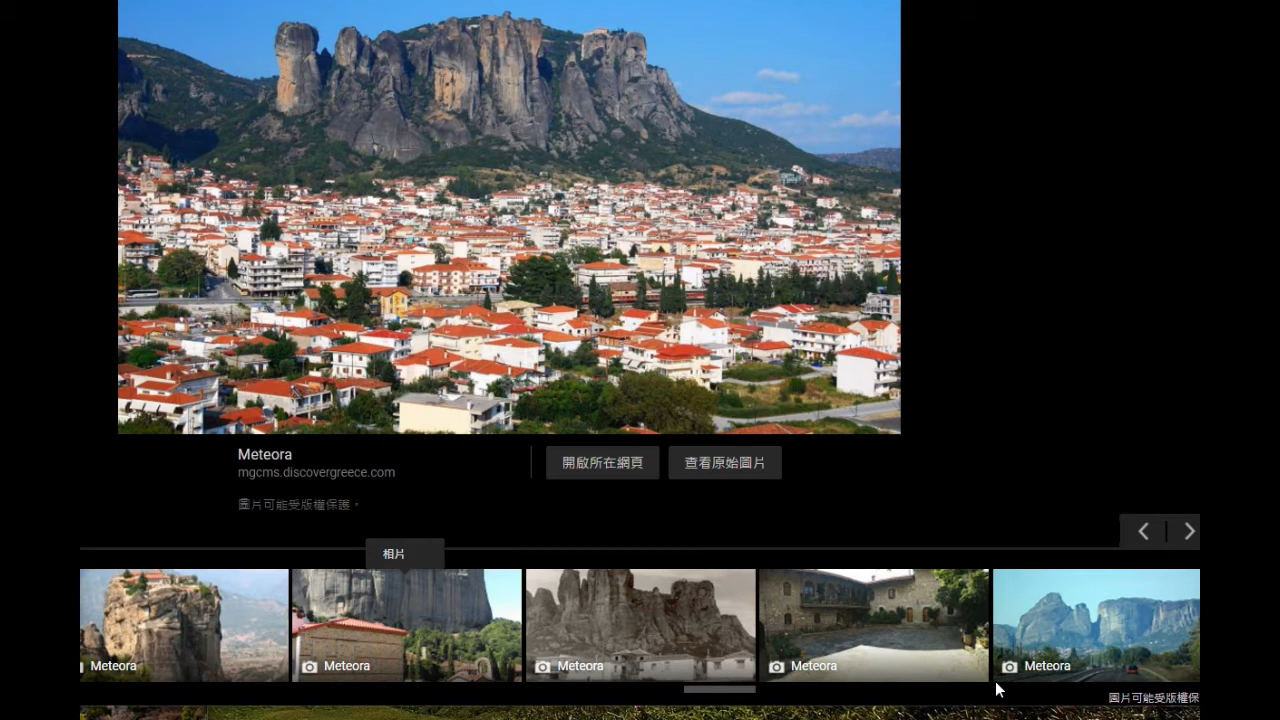 Meteora
mgcms.discovergreece.com
開啟所在網頁
查看原始圖片
圖片可能受版權保護。
相片
Meteora
Meteora
Meteora
Meteora
Meteora
圖片可能受版權保